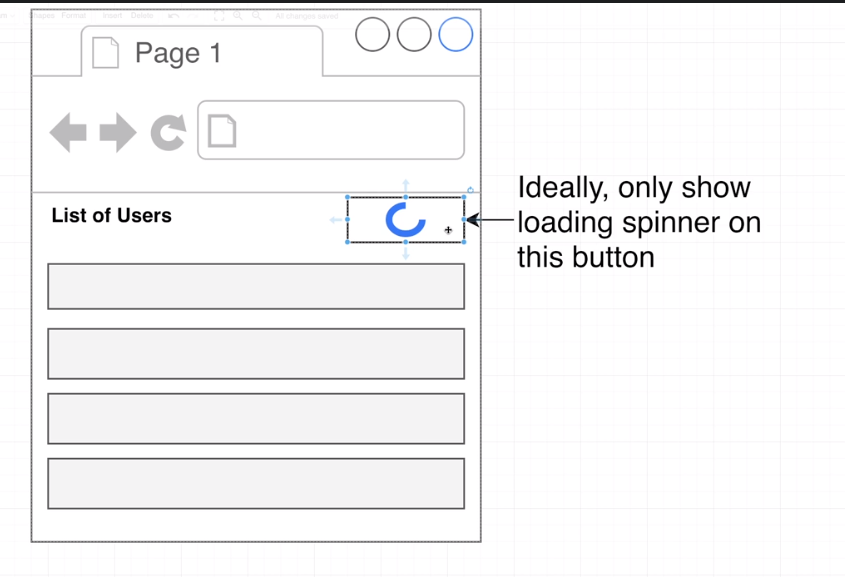 Shapes Format Insert Delete All changes saved
Page 1
List of Users
Ideally, only show
loading spinner on
this button